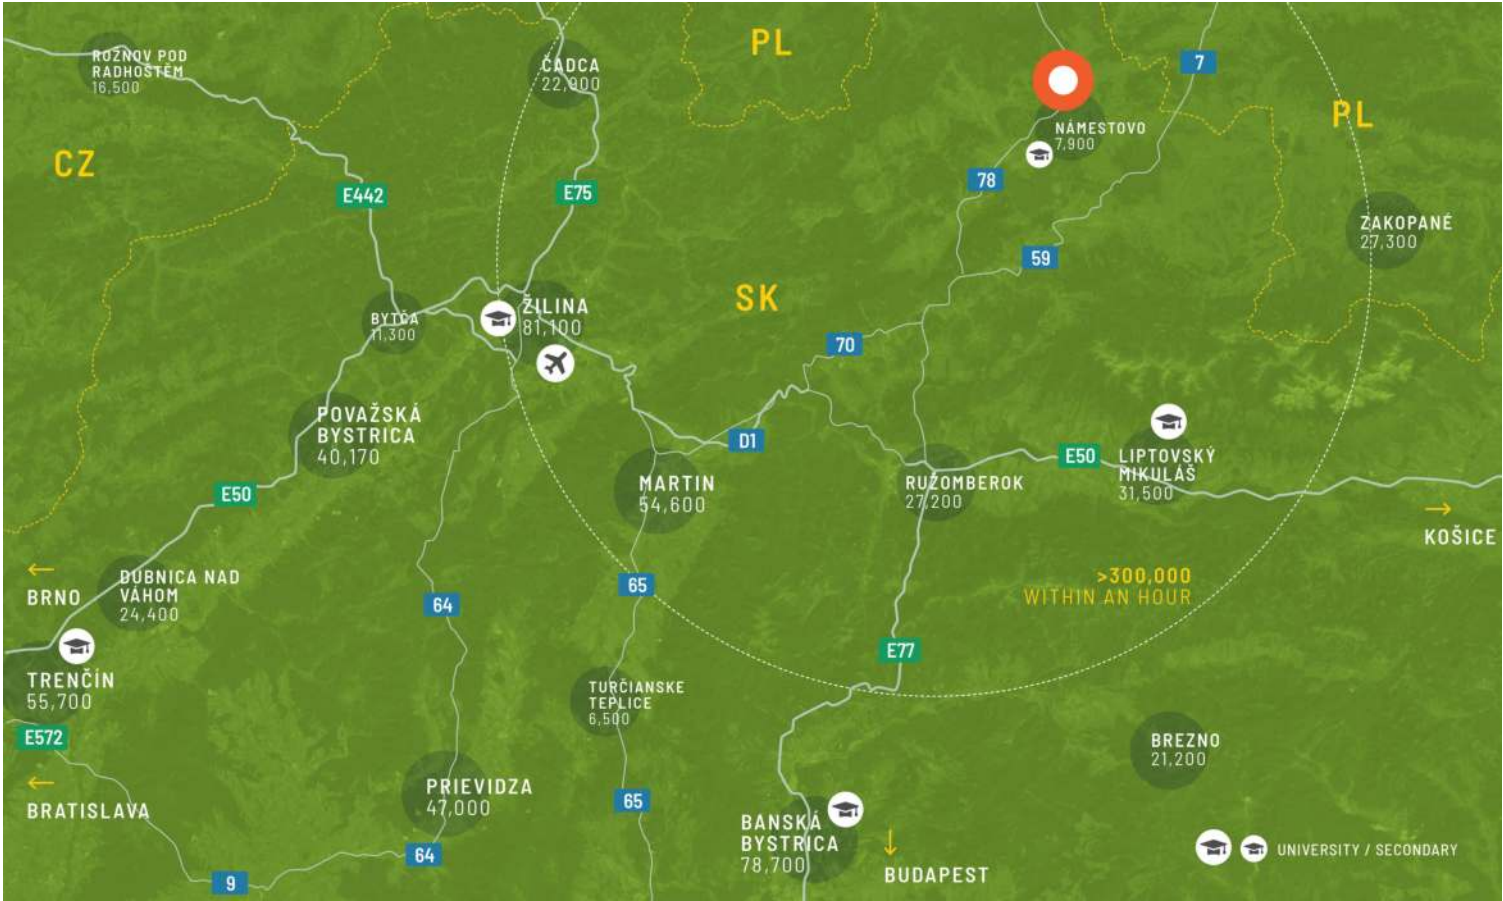 ROŽNOV POD
RADHOSTĚM
16,500
ČADCA
22,900
PL
7
NÁMESTOVO
7,900
PL
CZ
E442
E75
78
ZAKOPANÉ
27,300
59
SK
BYTČA
11,300
ŽILINA
81,100
70
POVAŽSKÁ
BYSTRICA
40,170
D1
E50
LIPTOVSKÝ
MIKULÁŠ
31,500
E50
MARTIN
54,600
RUŽOMBEROK
27,200
KOŠICE
BRNO
DUBNICA NAD
VÁHOM
24,400
64
65
>300,000
WITHIN AN HOUR
TRENČÍN
55,700
E77
TURČIANSKE
TEPLICE
6,500
E572
BREZNO
21,200
BRATISLAVA
PRIEVIDZA
47,000
65
BANSKÁ
BYSTRICA
78,700
BUDAPEST
64
9
UNIVERSITY / SECONDARY